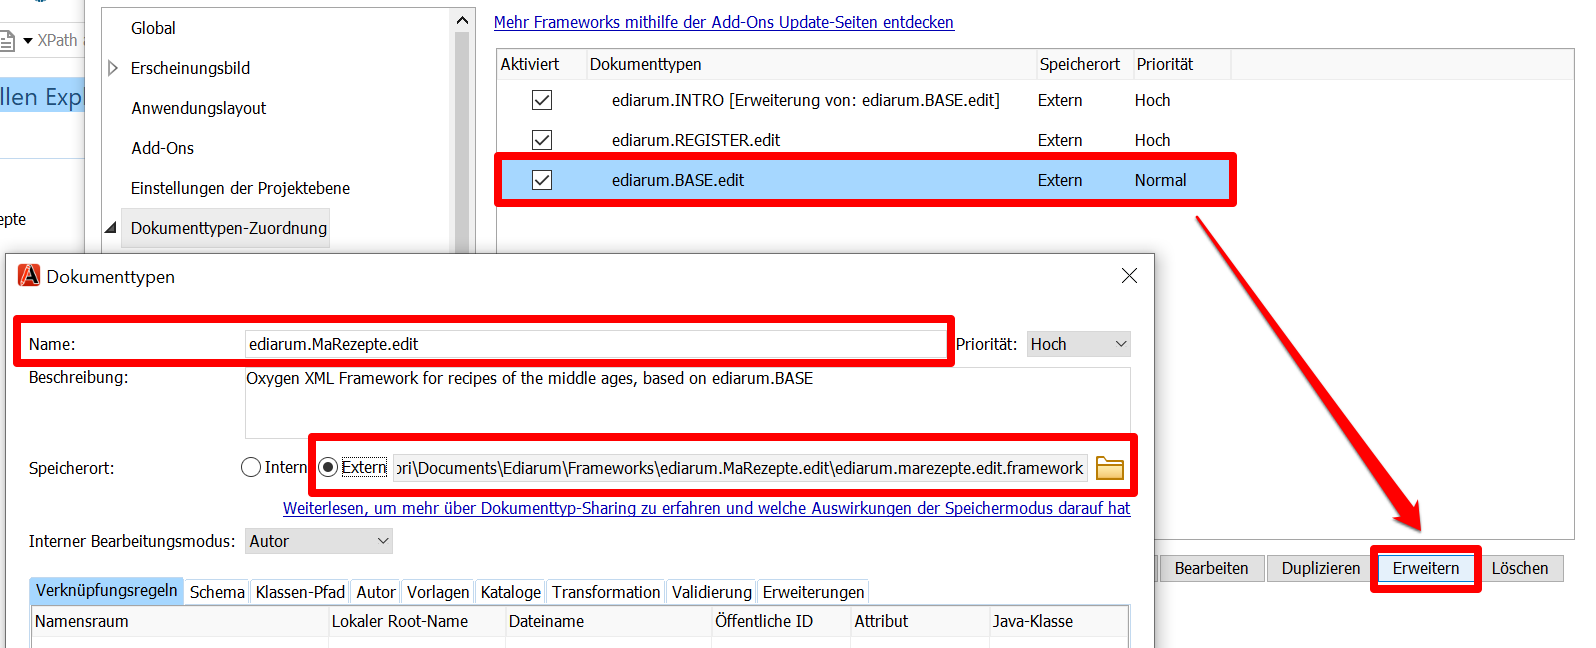 Mehr Frameworks mithilfe der Add-Ons Update-Seiten entdecken
Global
Erscheinungsbild
Anwendungslayout
Add-Ons
Einstellungen der Projektebene
Dokumenttypen-Zuordnung
XPath
llen Expl
epte
Aktiviert Dokumenttypen Speicherort Priorität
ediarum.INTRO [Erweiterung von: ediarum.BASE.edit] Extern Hoch
ediarum.REGISTER.edit Extern Hoch
ediarum.BASE.edit Extern Normal
Bearbeiten Duplizieren Erweitern Löschen
Dokumenttypen
Name: ediarum.MaRezepte.edit Priorität: Hoch
Beschreibung: Oxygen XML Framework for recipes of the middle ages, based on ediarum.BASE
Speicherort: Intern Extern ori\Documents\Ediarum\Frameworks\ediarum.MaRezepte.edit\ediarum.marezepte.edit.framework
Weiterlesen, um mehr über Dokumenttyp-Sharing zu erfahren und welche Auswirkungen der Speichermodus darauf hat
Interner Bearbeitungsmodus: Autor
Verknüpfungsregeln Schema Klassen-Pfad Autor Vorlagen Kataloge Transformation Validierung Erweiterungen
Namensraum Lokaler Root-Name Dateiname Öffentliche ID Attribut Java-Klasse